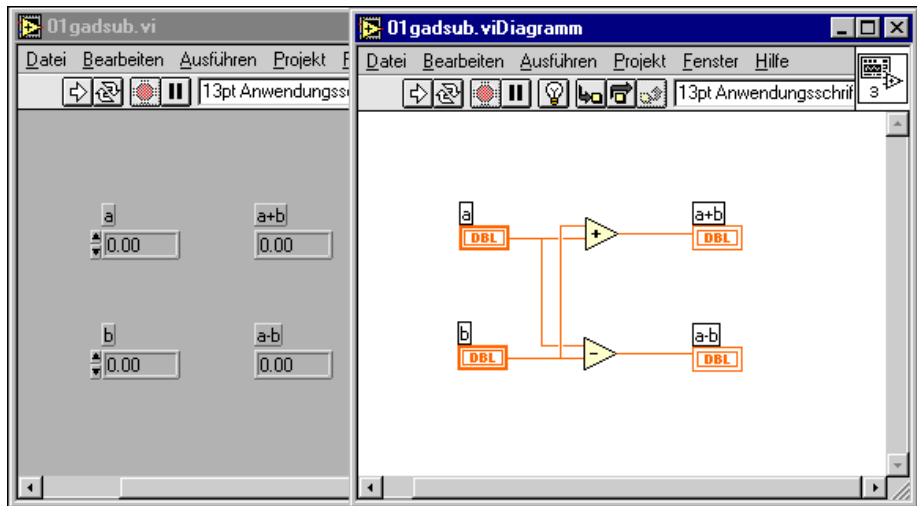 01gadsub.vi
Datei Bearbeiten Ausführen Projekt F
13pt Anwendungss
a
0.00
a+b
0.00
b
0.00
a-b
0.00
01gadsub.viDiagramm
Datei Bearbeiten Ausführen Projekt Fenster Hilfe
13pt Anwendungsschrif
3
a
DBL
+
a+b
DBL
b
DBL
-
a-b
DBL